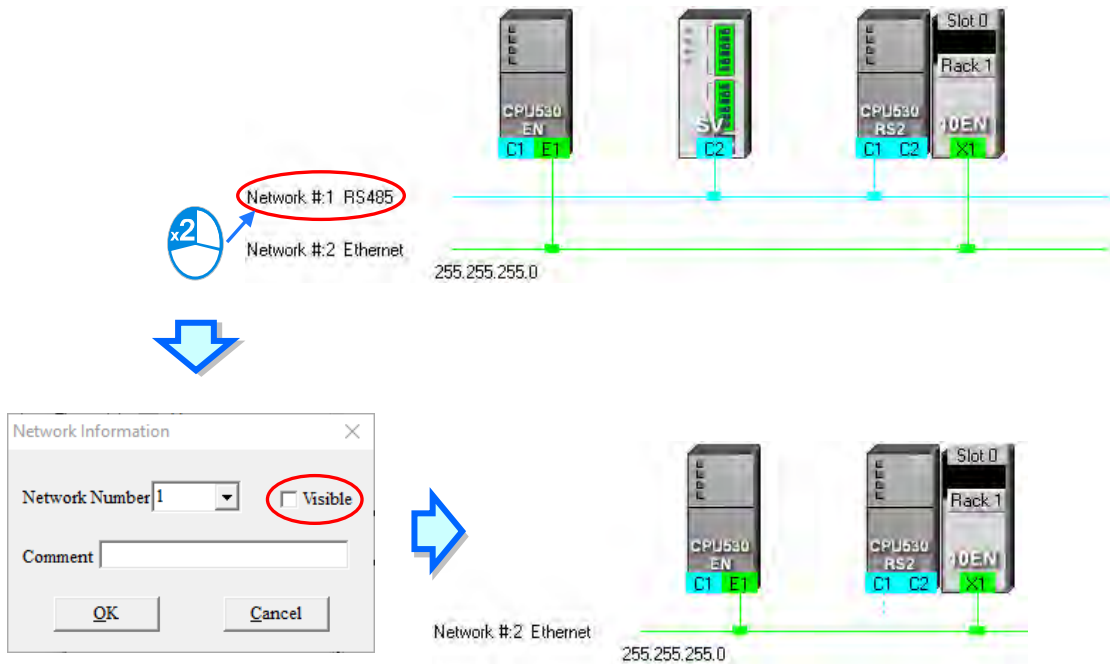 Slot 0
Rack 1
CPU530
EN
C1 E1
SV_
C2
CPU530
RS2
C1 C2
10EN
X1
Network #:1 RS485
x2
Network #:2 Ethernet
255.255.255.0
Network Information
Network Number 1
Visible
Comment
OK
Cancel
Slot 0
Rack 1
CPU530
EN
C1 E1
CPU530
RS2
C1 C2
10EN
X1
Network #:2 Ethernet
255.255.255.0